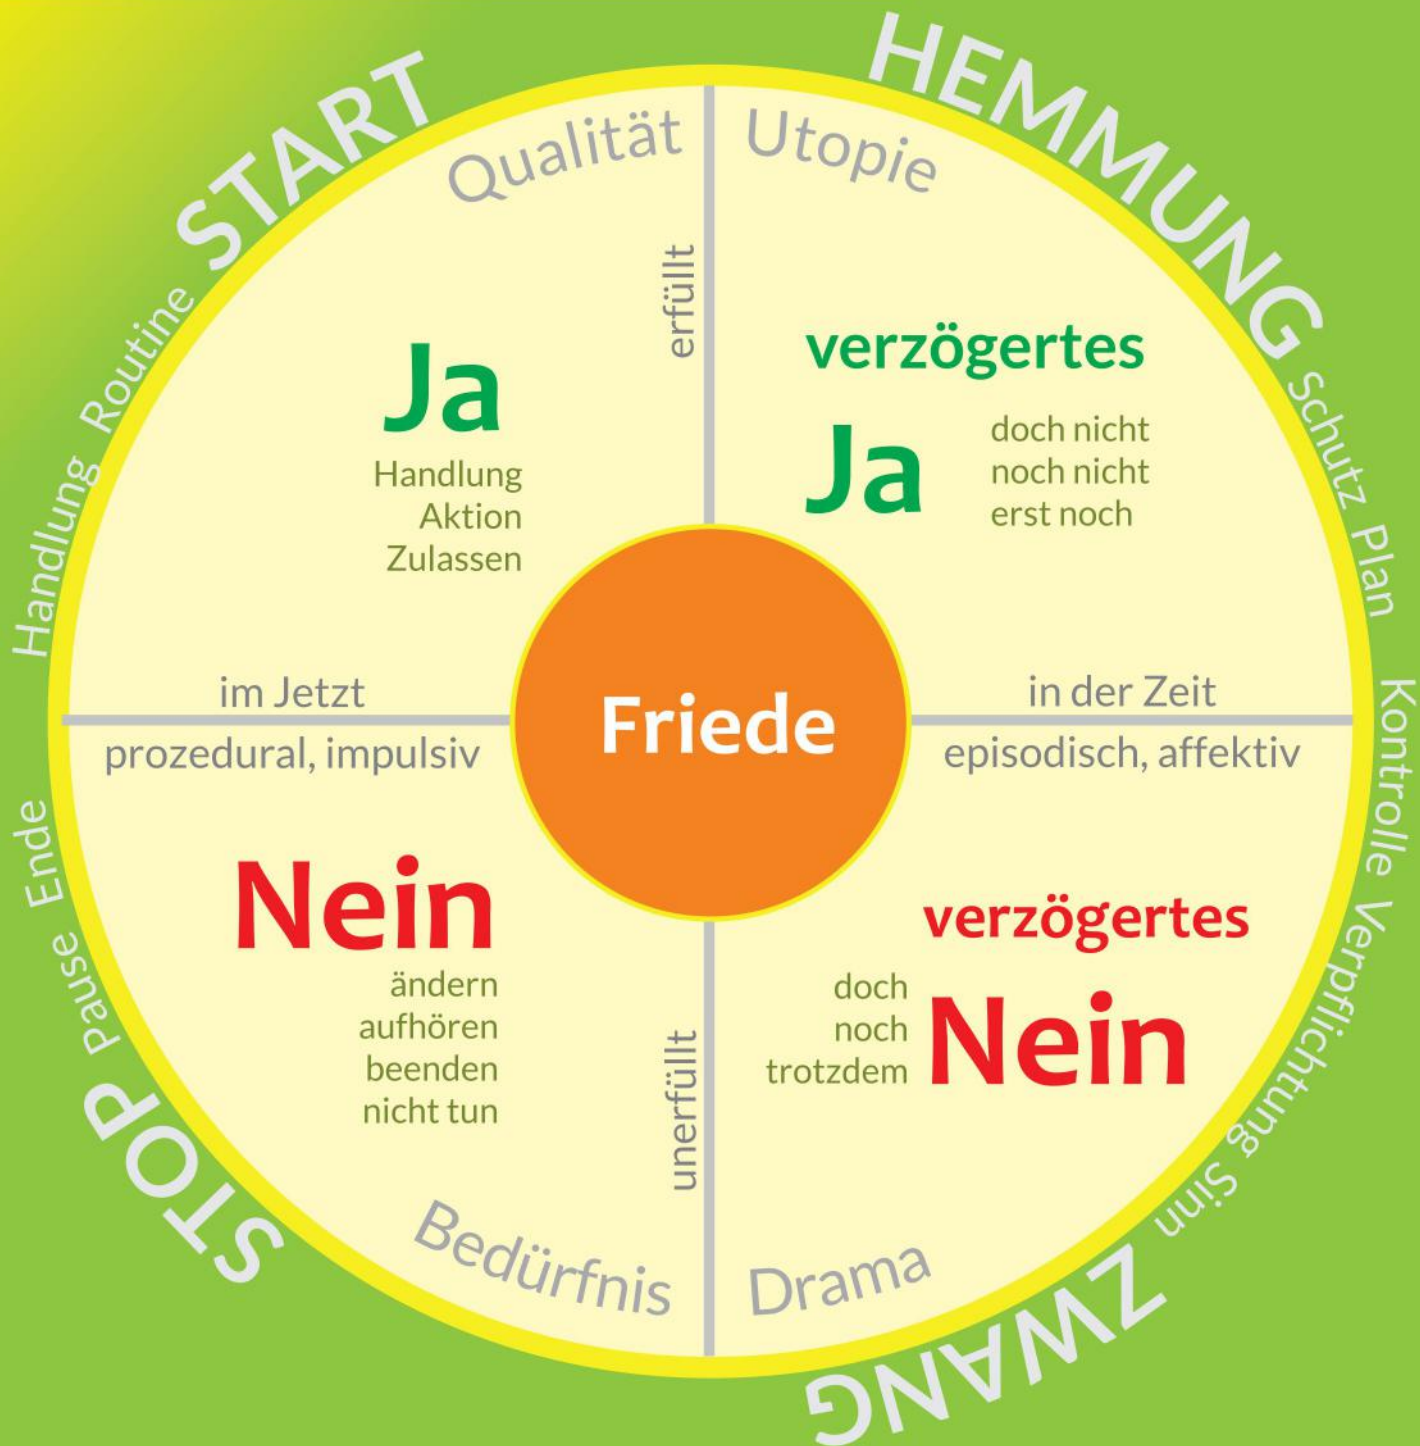 START
HEMMUNG
Handlung Routine
Schutz Plan
Qualität
Utopie
erfüllt
Ja
Handlung
Aktion
Zulassen
verzögertes
Ja
doch nicht
noch nicht
erst noch
im Jetzt
in der Zeit
Friede
prozedural, impulsiv
episodisch, affektiv
Nein
ändern
aufhören
beenden
nicht tun
verzögertes
Nein
doch
noch
trotzdem
unerfüllt
Bedürfnis
Drama
Pause Ende
Kontrolle Verpflichtung Sinn
STOP
ZWANG